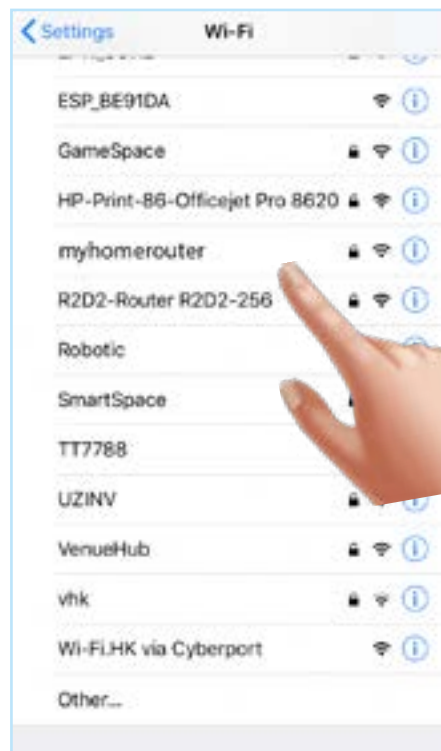 Settings
Wi-Fi
ESP_BE91DA
GameSpace
HP-Print-86-Officejet Pro 8620
myhomerouter
R2D2-Router R2D2-256
Robotic
SmartSpace
TT7788
UZINV
VenueHub
vhk
Wi-Fi.HK via Cyberport
Other...